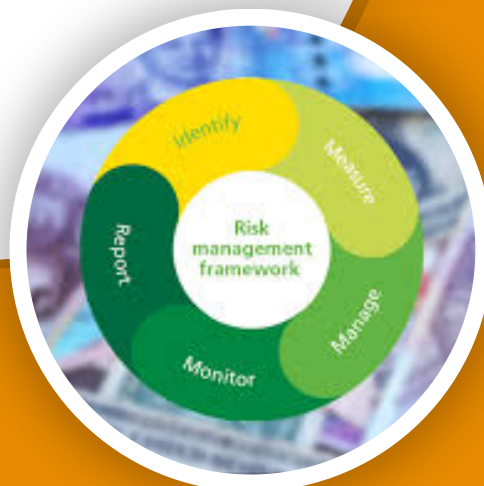 Identify
Measure
Manage
Monitor
Report
Risk
management
framework